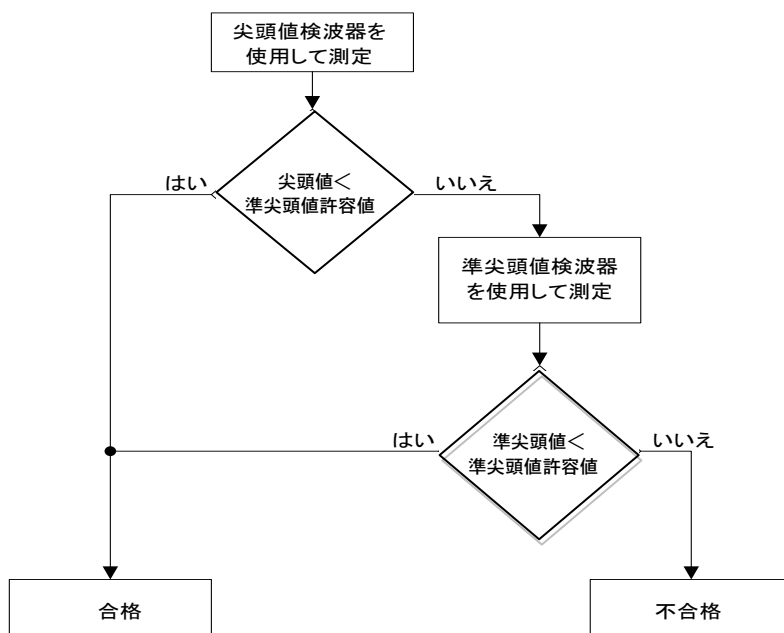 尖頭値検波器を
使用して測定
はい
尖頭値<
準尖頭値許容値
いいえ
準尖頭値検波器
を使用して測定
はい
準尖頭値<
準尖頭値許容値
いいえ
合格
不合格